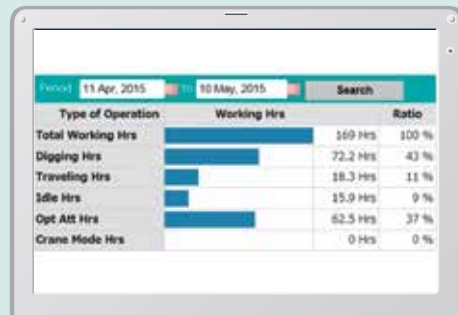 Period 11 Apr, 2015 to 10 May, 2015 Search
Type of Operation Working Hrs Ratio
Total Working Hrs 169 Hrs 100 %
Digging Hrs 72.2 Hrs 43 %
Traveling Hrs 18.3 Hrs 11 %
Idle Hrs 15.9 Hrs 9 %
Opt Att Hrs 62.5 Hrs 37 %
Crane Mode Hrs 0 Hrs 0 %